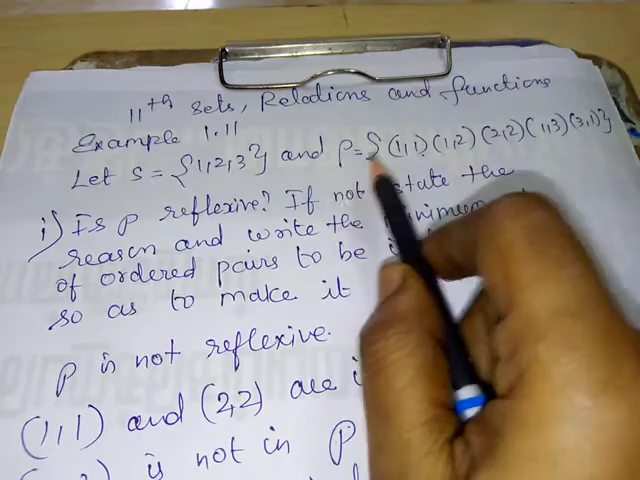 11th sets, Relations and functions
Example 1.11
Let S = {1,2,3} and ρ = {(1,1) (1,2) (2,2) (1,3) (3,1)}
i) Is ρ reflexive? If not state the
reason and write the minimum
of ordered pairs to be
so as to make it
ρ is not reflexive.
(1,1) and (2,2) are
is not in ρ